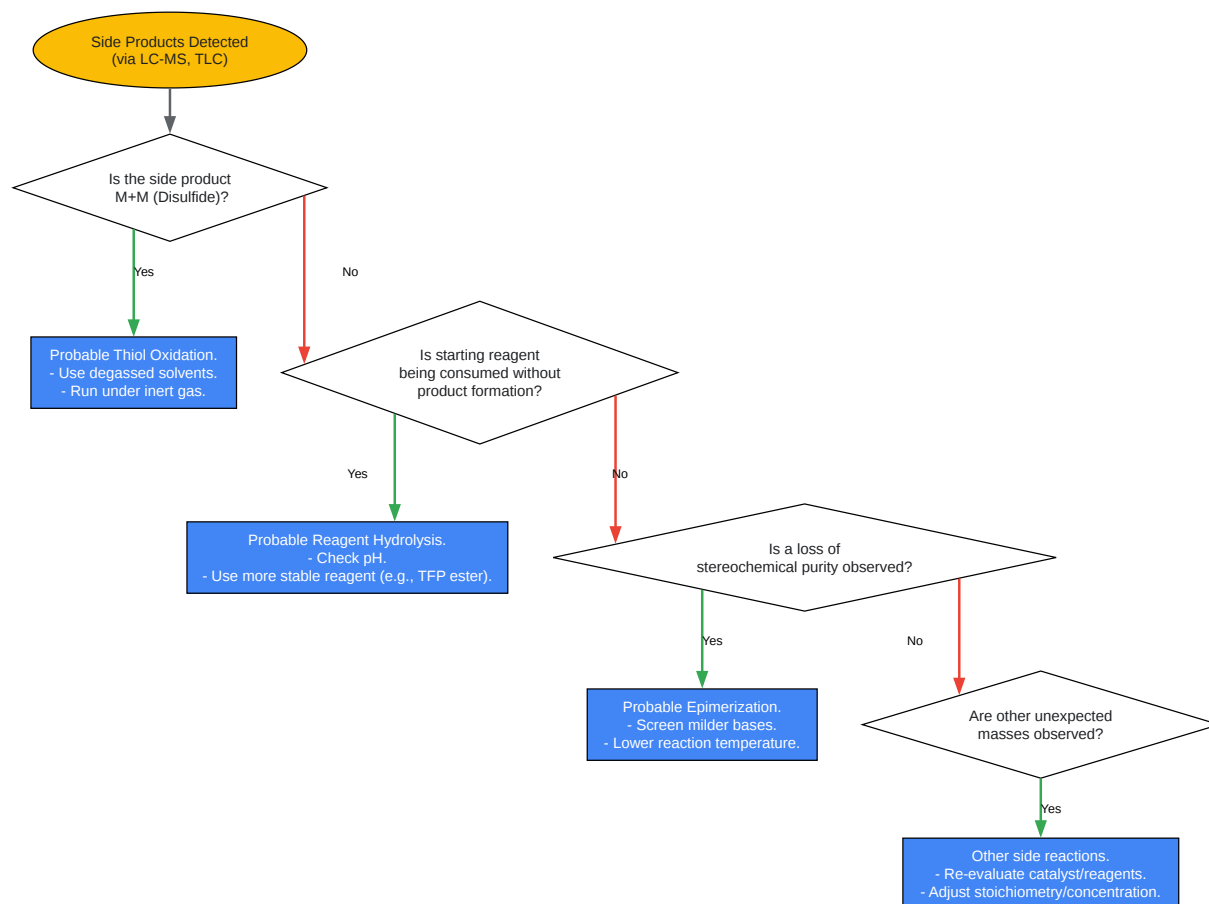 Side Products Detected
(via LC-MS, TLC)
Is the side product
M+M (Disulfide)?
Yes
No
Probable Thiol Oxidation.
- Use degassed solvents.
- Run under inert gas.
Is starting reagent
being consumed without
product formation?
Yes
No
Probable Reagent Hydrolysis.
- Check pH.
- Use more stable reagent (e.g., TFP ester).
Is a loss of
stereochemical purity observed?
Yes
No
Probable Epimerization.
- Screen milder bases.
- Lower reaction temperature.
Are other unexpected
masses observed?
Yes
Other side reactions.
- Re-evaluate catalyst/reagents.
- Adjust stoichiometry/concentration.